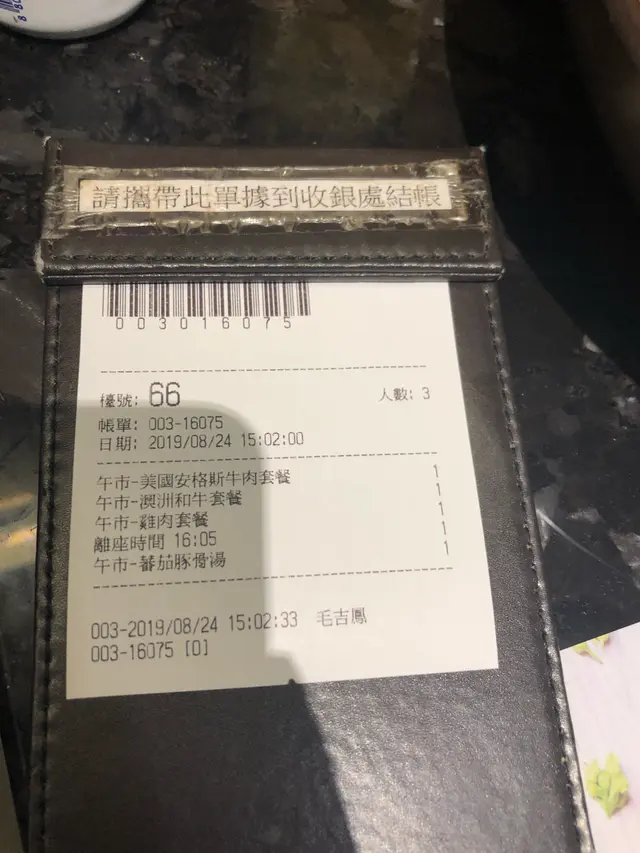 請攜帶此單據到收銀處結帳
003016075
檯號: 66 人數: 3
帳單: 003-16075
日期: 2019/08/24 15:02:00
午市-美國安格斯牛肉套餐 1
午市-澳洲和牛套餐 1
午市-雞肉套餐 1
離座時間 16:05 1
午市-蕃茄豚骨湯 1
003-2019/08/24 15:02:33 毛吉鳳
003-16075 [0]